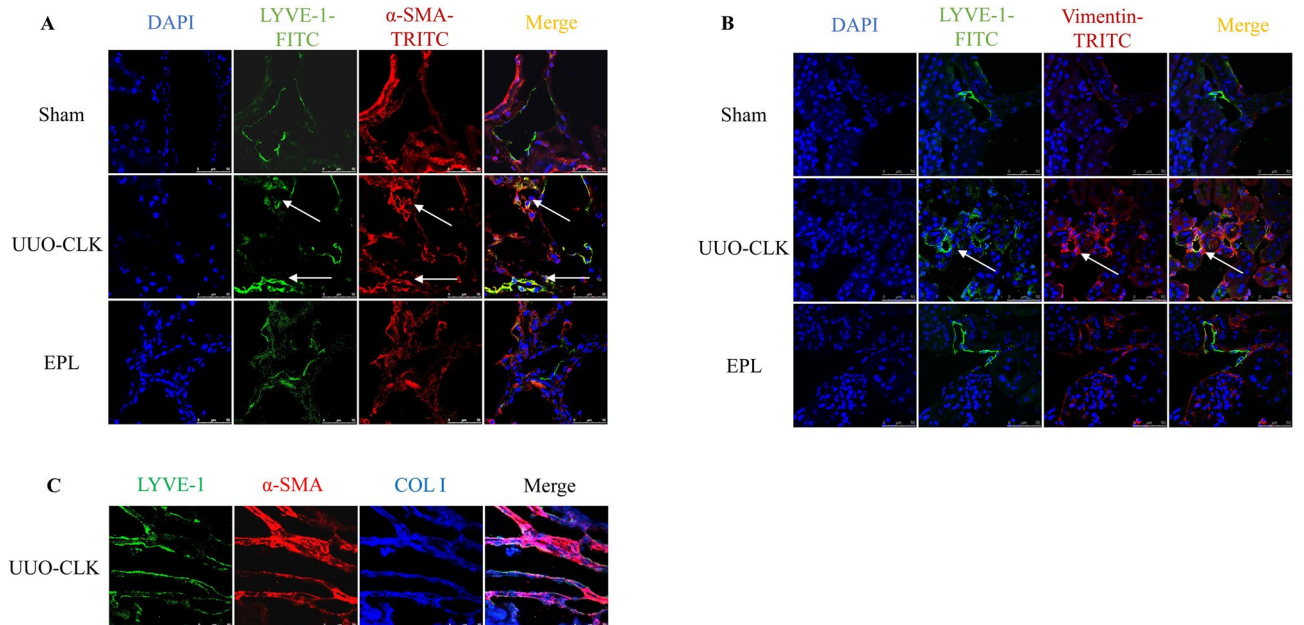 A
DAPI
LYVE-1-
FITC
α-SMA-
TRITC
Merge
Sham
UUO-CLK
EPL
B
DAPI
LYVE-1-
FITC
Vimentin-
TRITC
Merge
Sham
UUO-CLK
EPL
C
LYVE-1
α-SMA
COL I
Merge
UUO-CLK